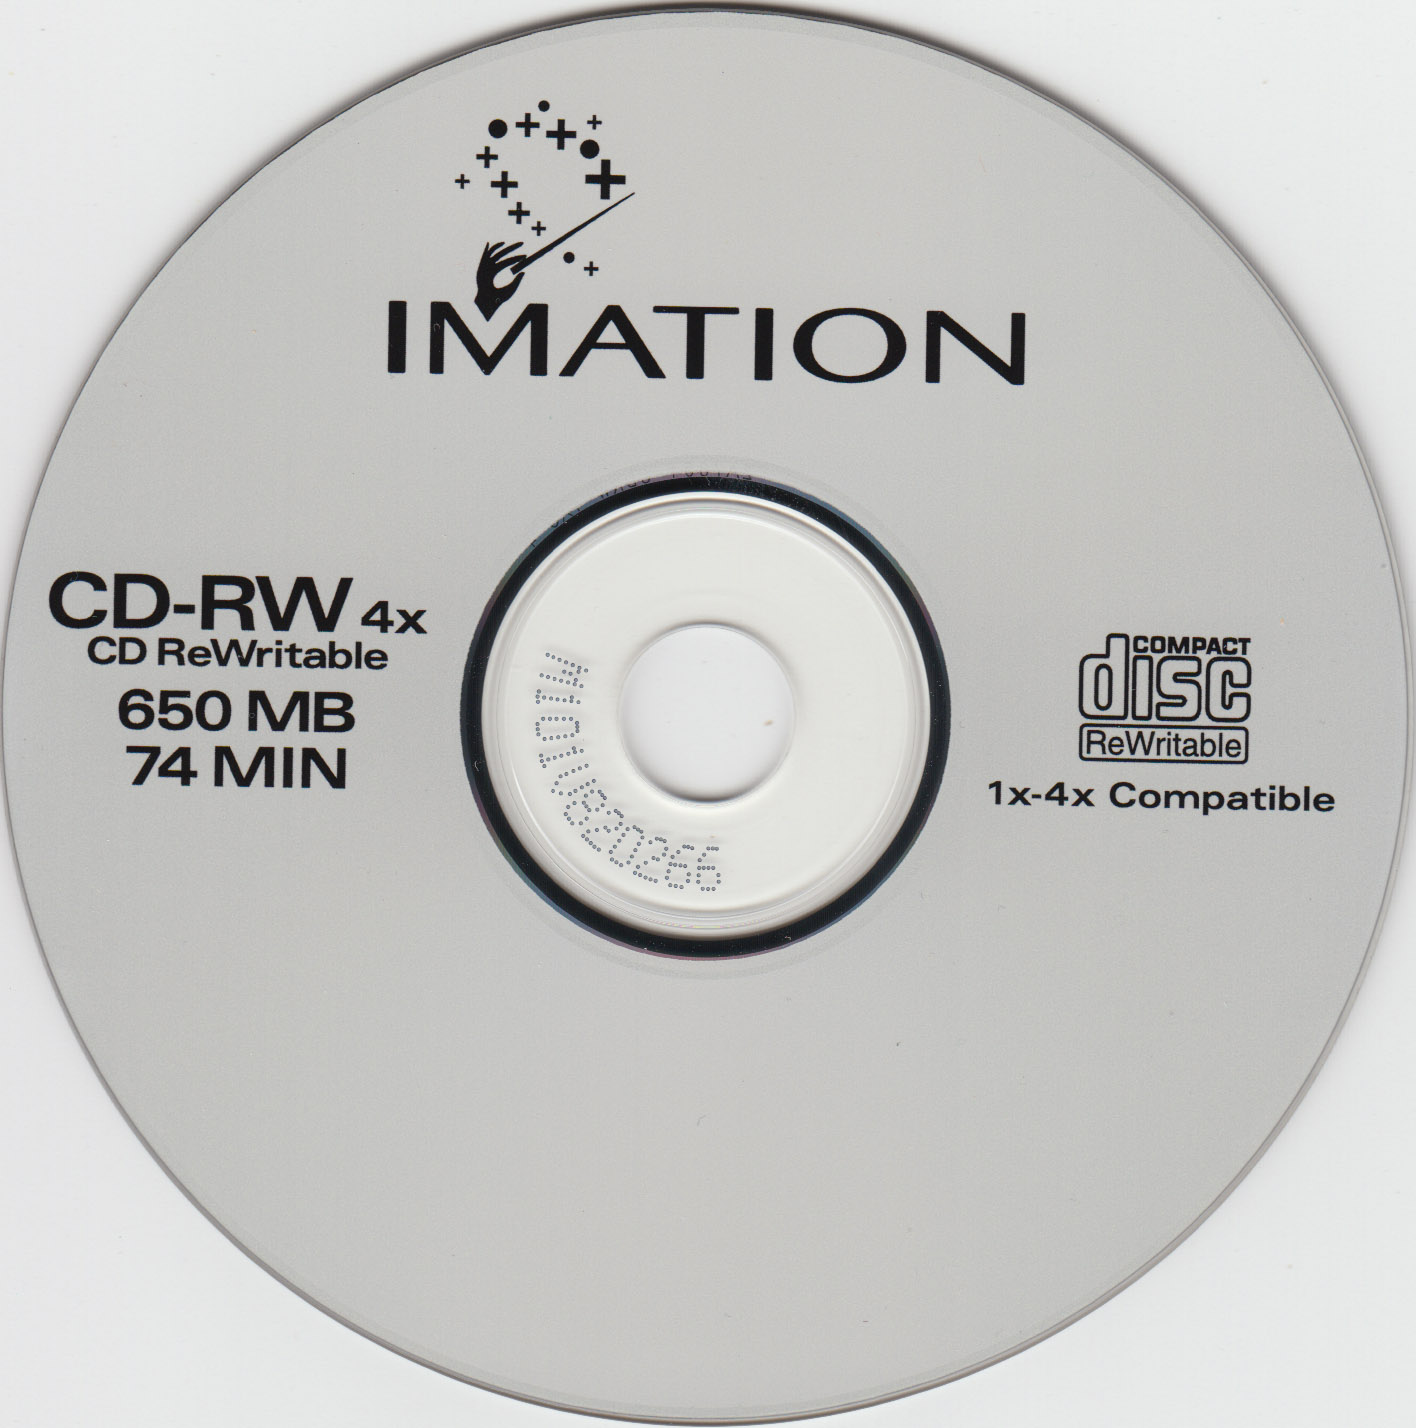 IMATION
CD-RW 4x
CD ReWritable
650 MB
74 MIN
COMPACT
disc
ReWritable
1x-4x Compatible